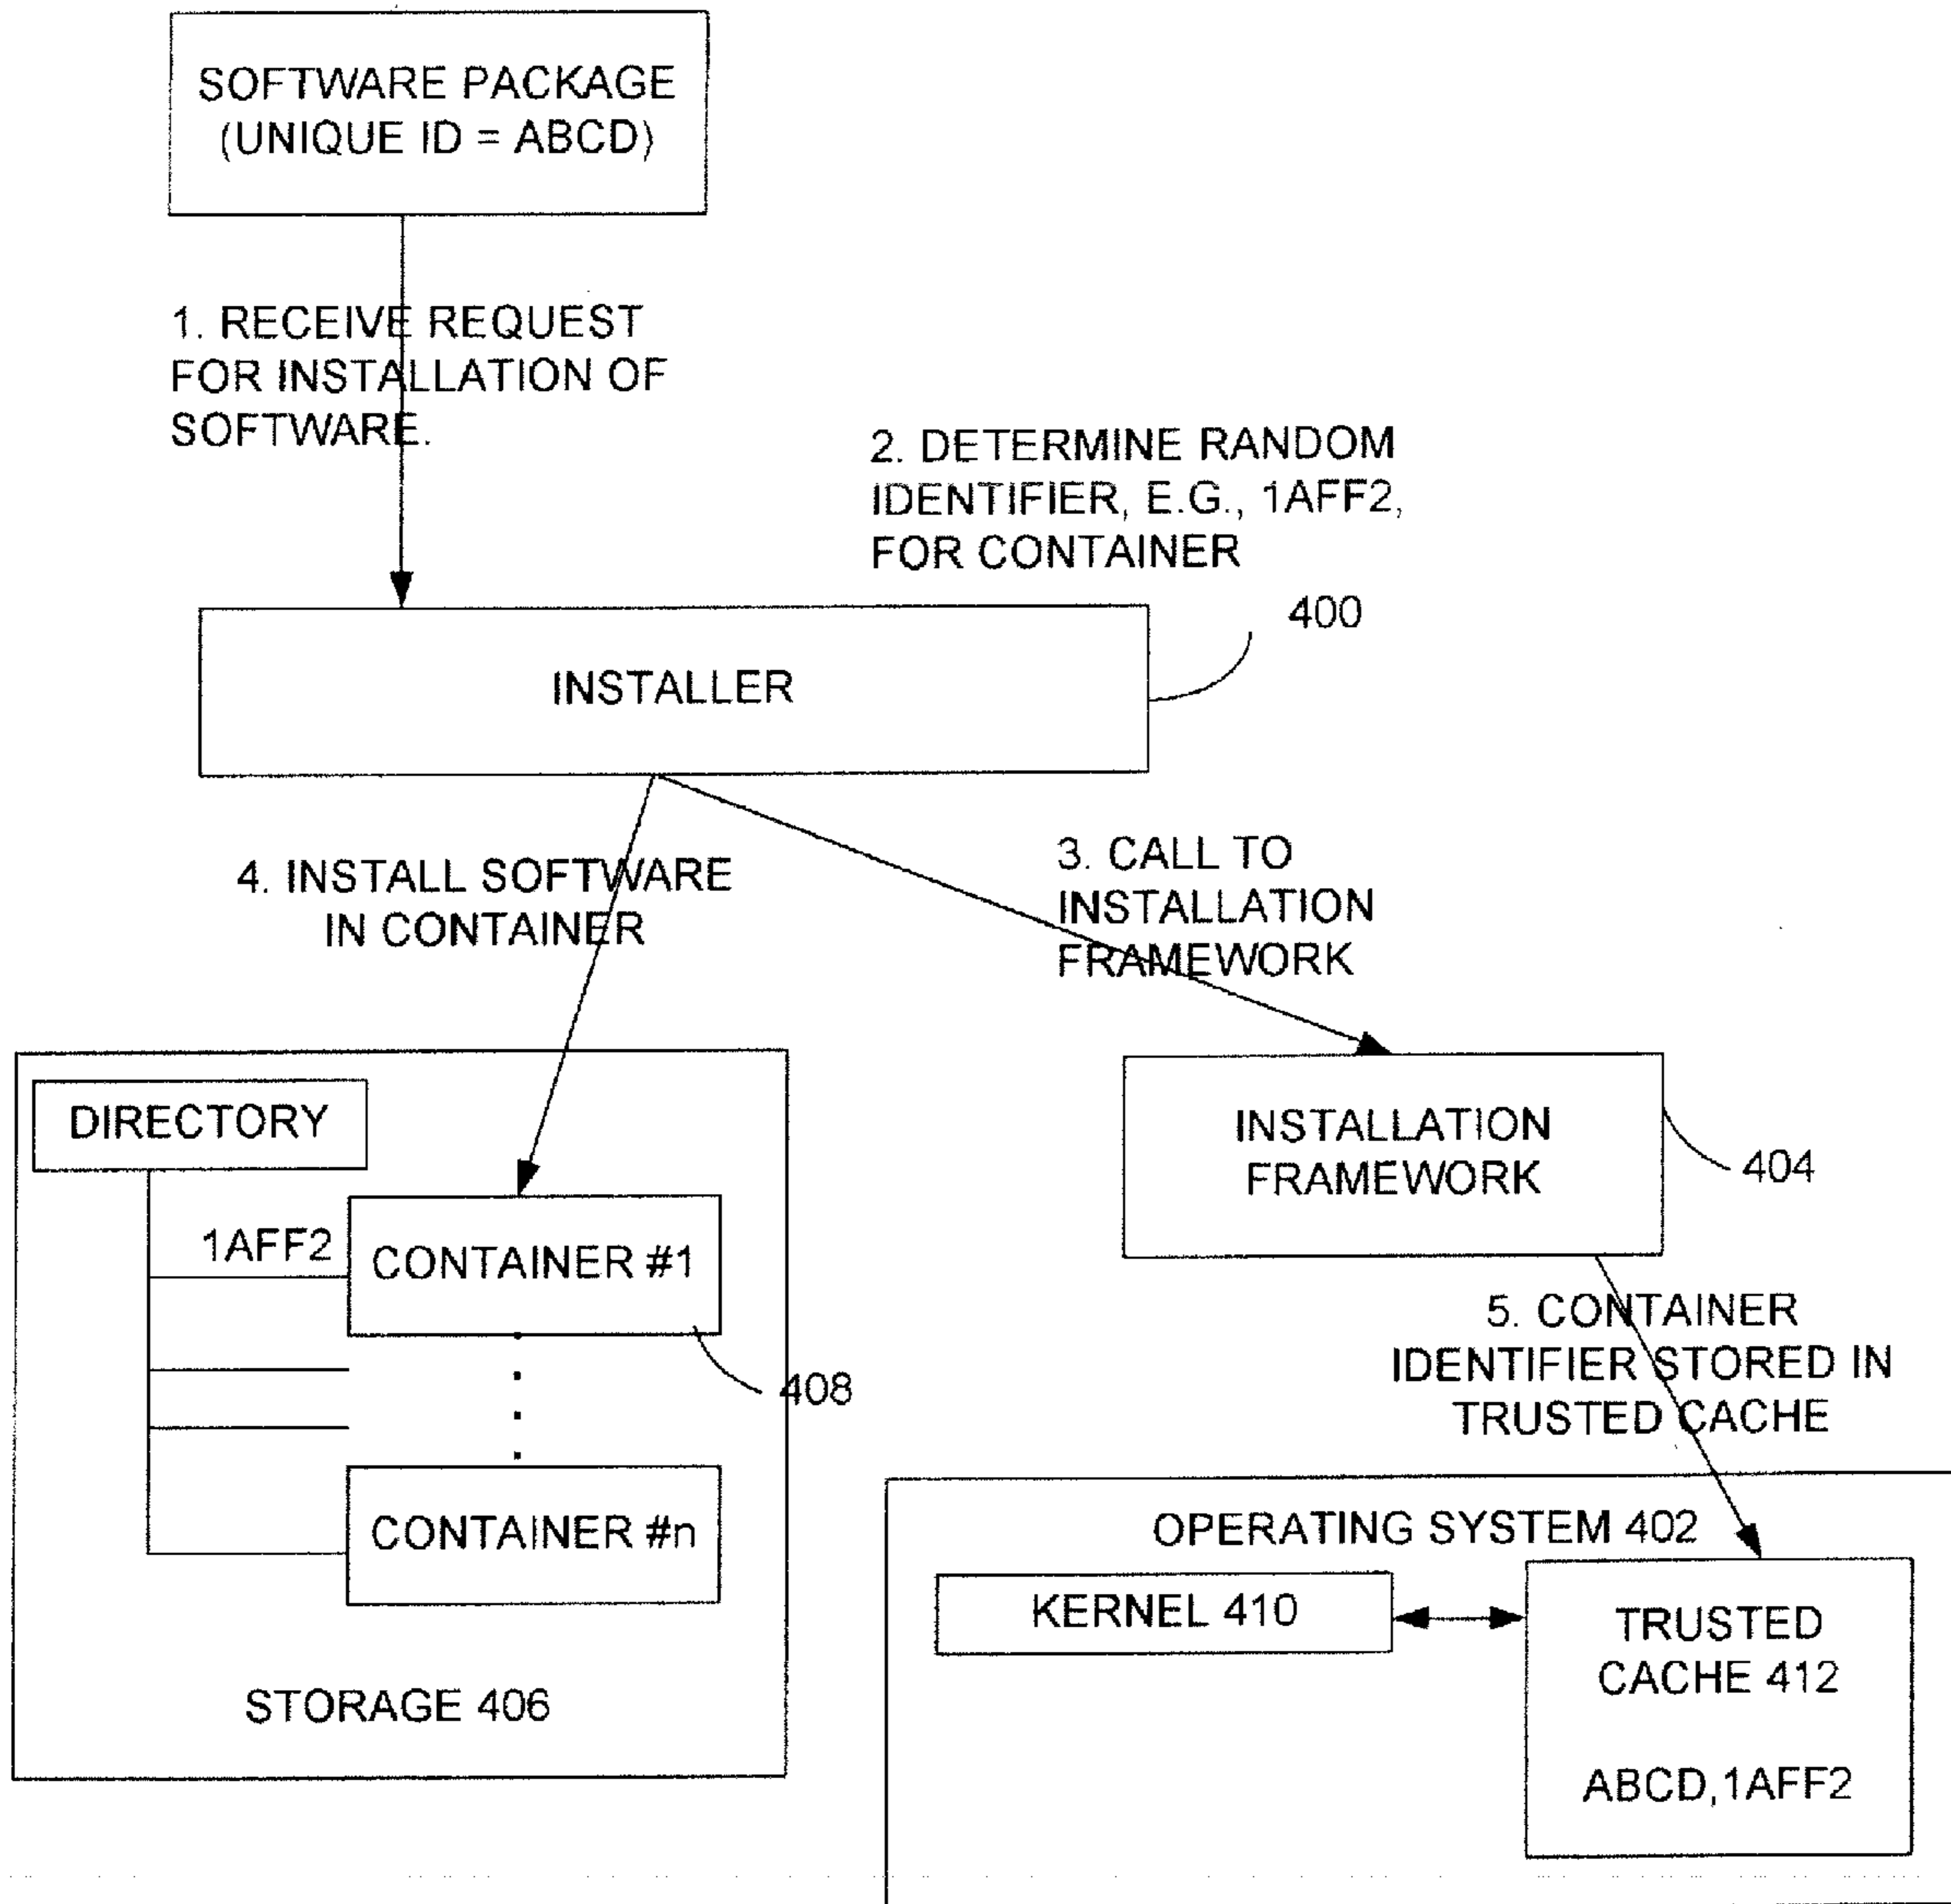 SOFTWARE PACKAGE
(UNIQUE ID = ABCD)
1. RECEIVE REQUEST
FOR INSTALLATION OF
SOFTWARE.
2. DETERMINE RANDOM
IDENTIFIER, E.G., 1AFF2,
FOR CONTAINER
400
INSTALLER
4. INSTALL SOFTWARE
IN CONTAINER
3. CALL TO
INSTALLATION
FRAMEWORK
DIRECTORY
1AFF2
CONTAINER #1
408
CONTAINER #n
STORAGE 406
INSTALLATION
FRAMEWORK
404
5. CONTAINER
IDENTIFIER STORED IN
TRUSTED CACHE
OPERATING SYSTEM 402
KERNEL 410
TRUSTED
CACHE 412
ABCD,1AFF2